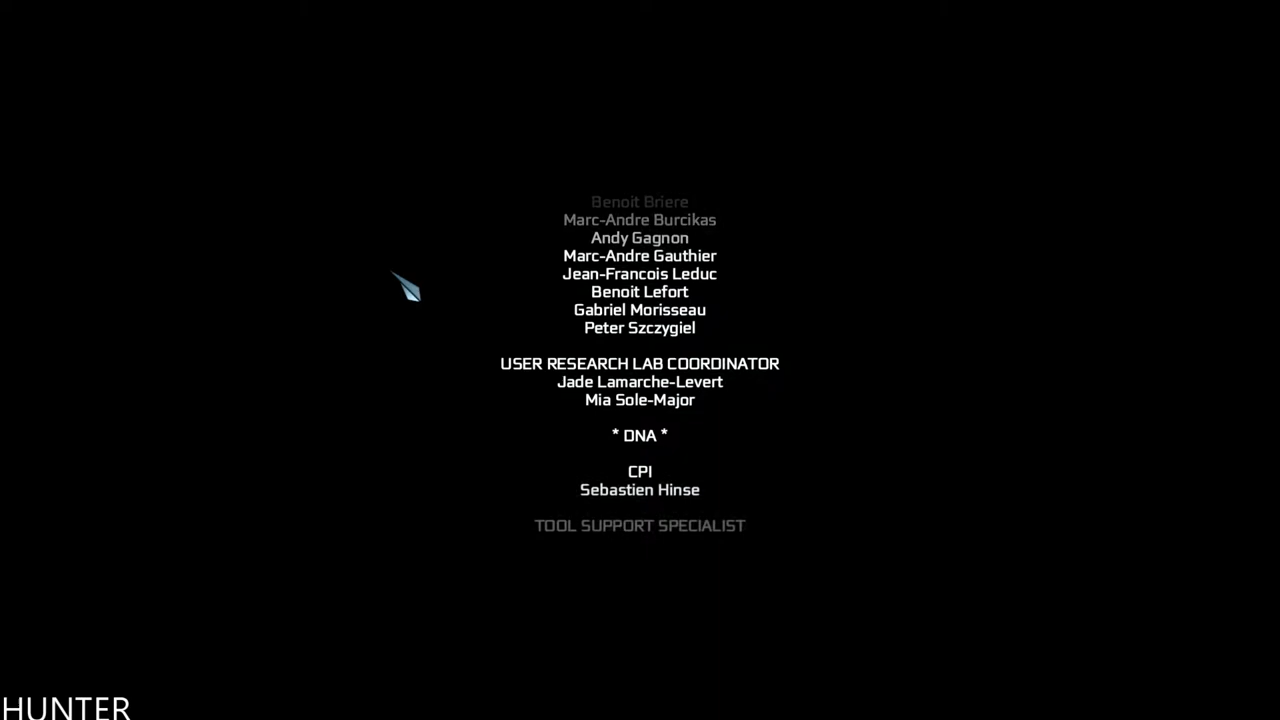 Benoit Briere
Marc-Andre Burcikas
Andy Gagnon
Marc-Andre Gauthier
Jean-Francois Leduc
Benoit Lefort
Gabriel Morisseau
Peter Szczygiel
USER RESEARCH LAB COORDINATOR
Jade Lamarche-Levert
Mia Sole-Major
* DNA *
CPI
Sebastien Hinse
TOOL SUPPORT SPECIALIST
HUNTER